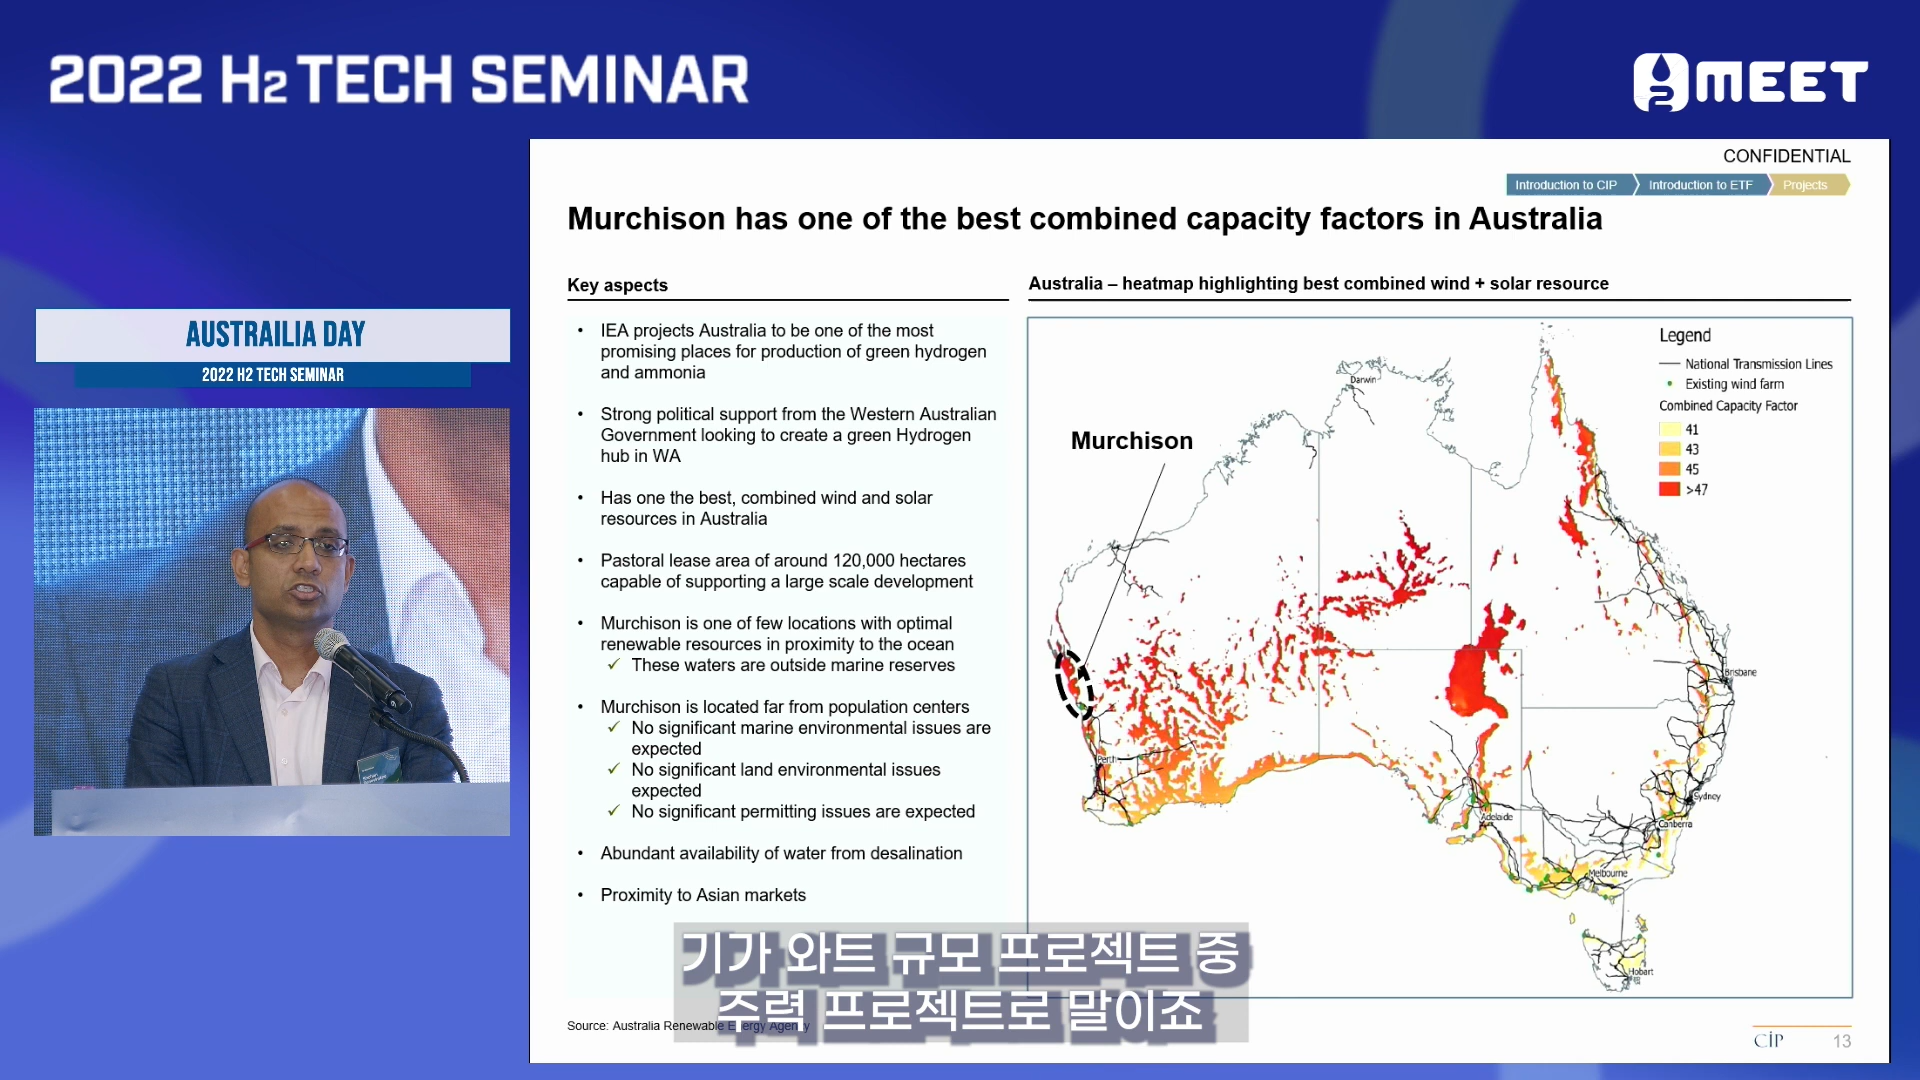 2022 H2 TECH SEMINAR
MEET
AUSTRAILIA DAY
2022 H2 TECH SEMINAR
CONFIDENTIAL
Introduction to CIP
Introduction to ETF
Projects
Murchison has one of the best combined capacity factors in Australia
Key aspects
• IEA projects Australia to be one of the most
promising places for production of green hydrogen
and ammonia
• Strong political support from the Western Australian
Government looking to create a green Hydrogen
hub in WA
• Has one the best, combined wind and solar
resources in Australia
• Pastoral lease area of around 120,000 hectares
capable of supporting a large scale development
• Murchison is one of few locations with optimal
renewable resources in proximity to the ocean
✓ These waters are outside marine reserves
• Murchison is located far from population centers
✓ No significant marine environmental issues are
expected
✓ No significant land environmental issues
expected
✓ No significant permitting issues are expected
• Abundant availability of water from desalination
• Proximity to Asian markets
Australia – heatmap highlighting best combined wind + solar resource
Legend
National Transmission Lines
Existing wind farm
Combined Capacity Factor
41
43
45
>47
Darwin
Murchison
Brisbane
Perth
Sydney
Adelaide
Canberra
Melbourne
Hobart
기가 와트 규모 프로젝트 중
주력 프로젝트로 말이죠
Source: Australia Renewable Energy Agency
CIP
13